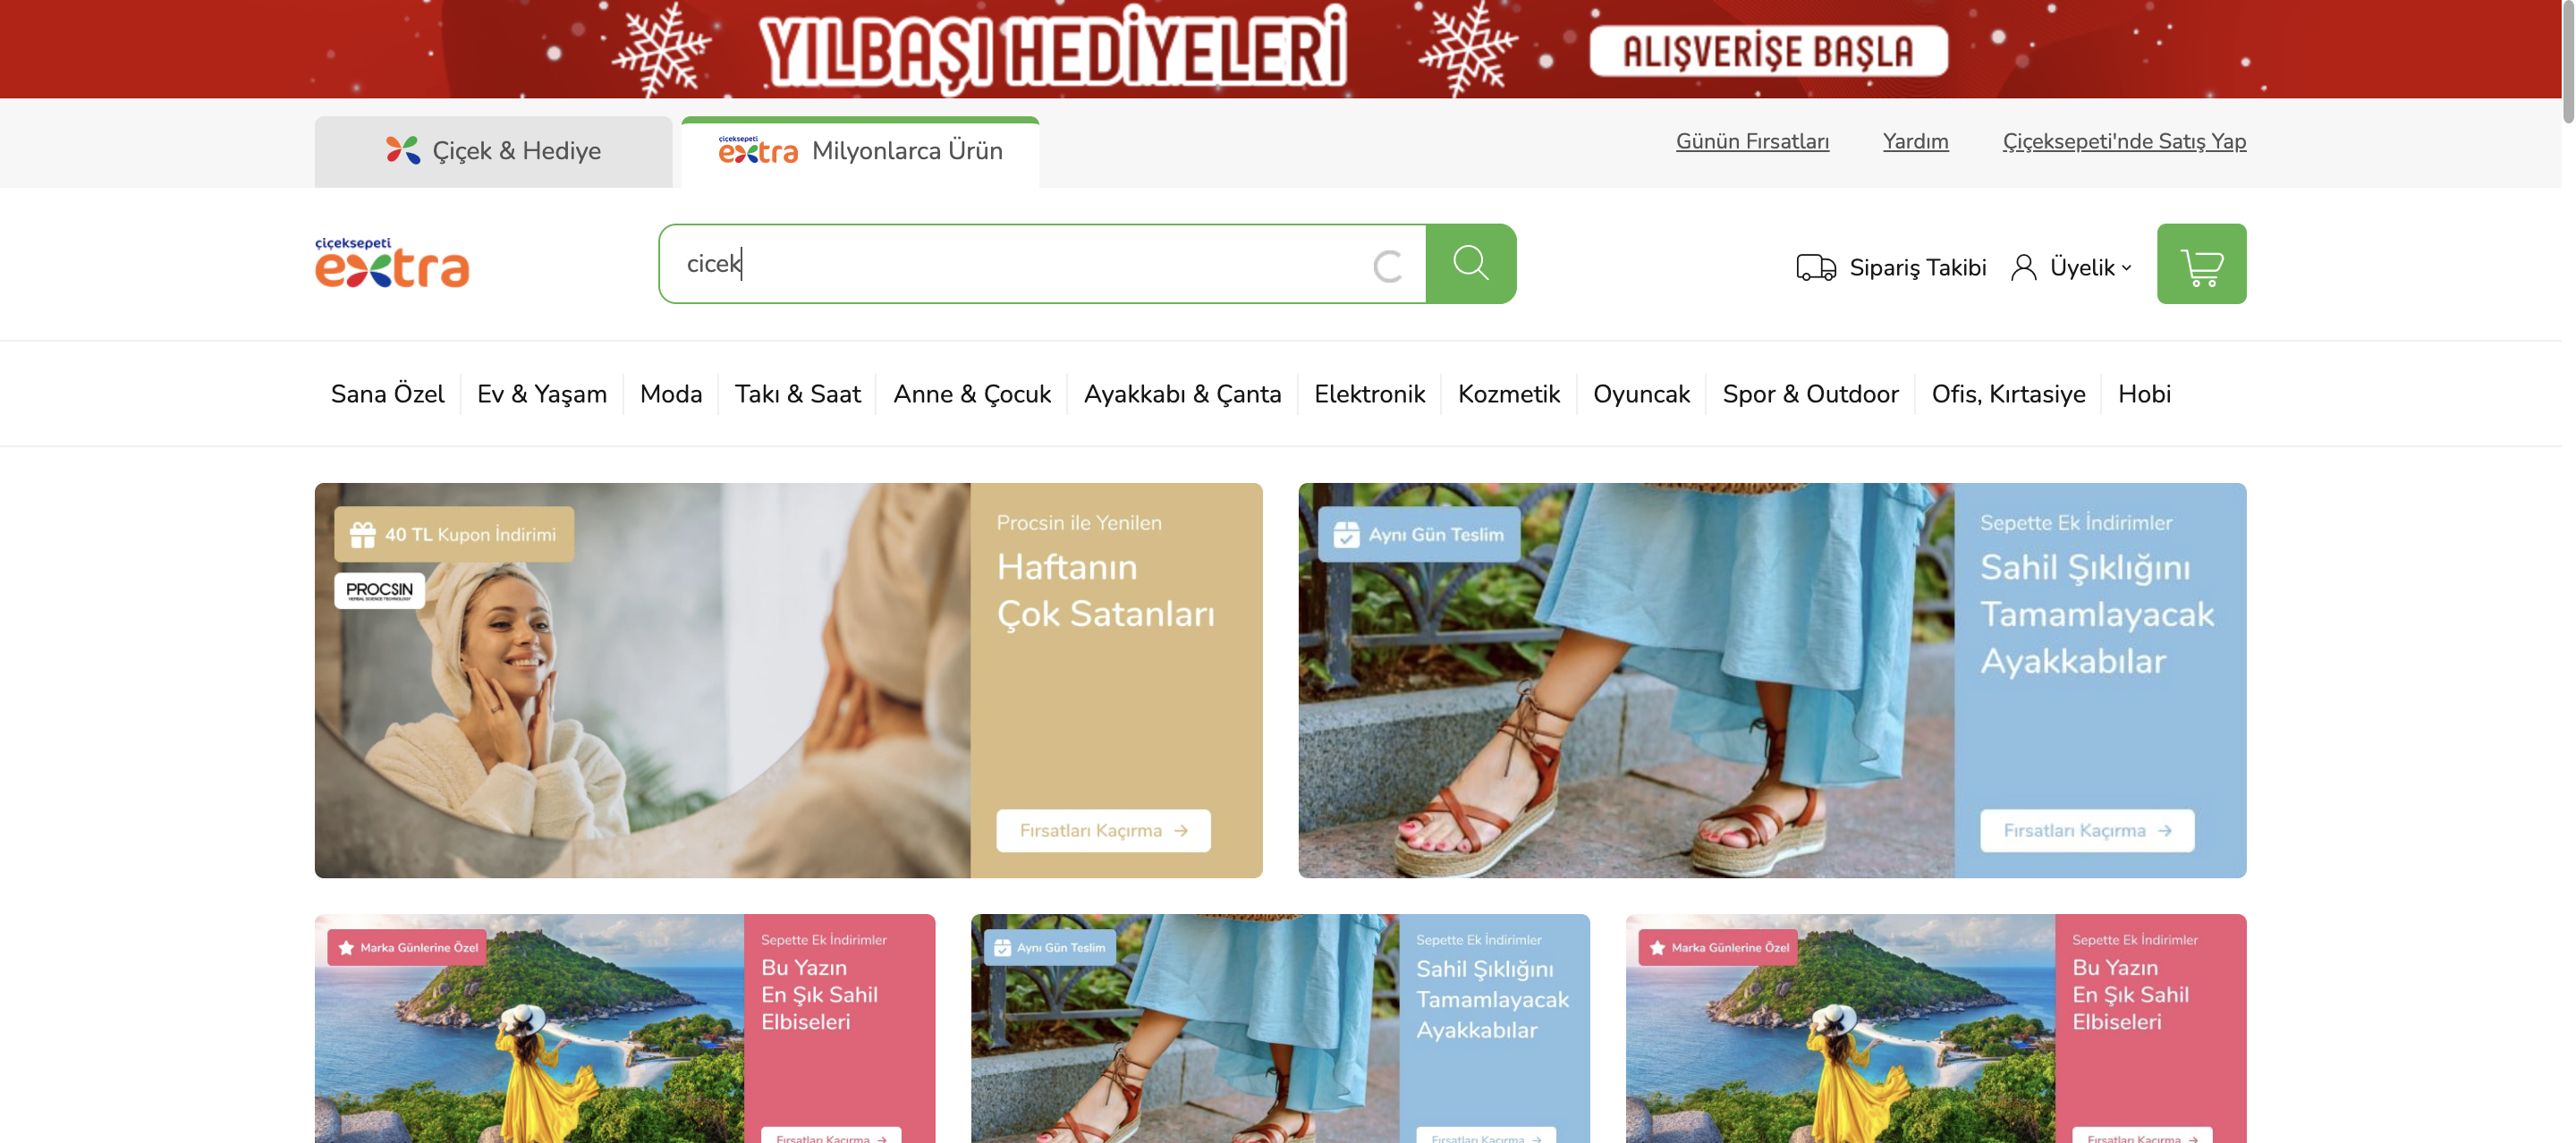 YILBAŞI HEDİYELERİ
ALIŞVERİŞE BAŞLA
Çiçek & Hediye
çiçeksepeti
extra
Milyonlarca Ürün
Günün Fırsatları
Yardım
Çiçeksepeti'nde Satış Yap
çiçeksepeti
extra
cicek
Sipariş Takibi
Üyelik
Sana Özel
Ev & Yaşam
Moda
Takı & Saat
Anne & Çocuk
Ayakkabı & Çanta
Elektronik
Kozmetik
Oyuncak
Spor & Outdoor
Ofis, Kırtasiye
Hobi
40 TL Kupon İndirimi
PROCSIN
HERBAL SCIENCE TECHNOLOGY
Procsin ile Yenilen
Haftanın
Çok Satanları
Fırsatları Kaçırma
Aynı Gün Teslim
Sepette Ek İndirimler
Sahil Şıklığını
Tamamlayacak
Ayakkabılar
Fırsatları Kaçırma
Marka Günlerine Özel
Sepette Ek İndirimler
Bu Yazın
En Şık Sahil
Elbiseleri
Fırsatları Kaçırma
Aynı Gün Teslim
Sepette Ek İndirimler
Sahil Şıklığını
Tamamlayacak
Ayakkabılar
Fırsatları Kaçırma
Marka Günlerine Özel
Sepette Ek İndirimler
Bu Yazın
En Şık Sahil
Elbiseleri
Fırsatları Kaçırma